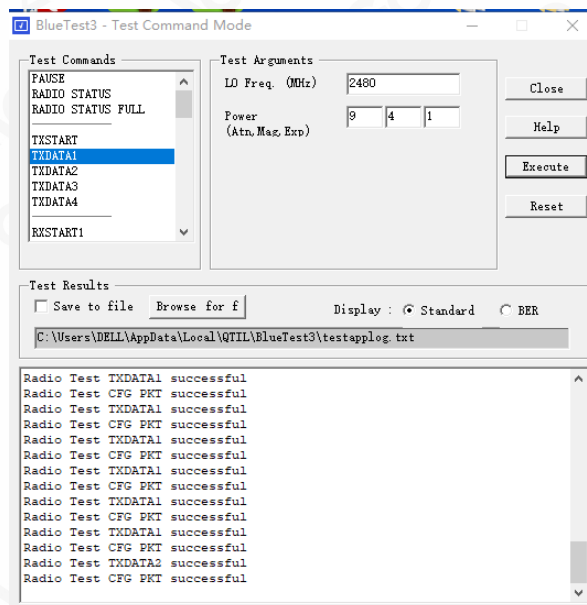 BlueTest3 - Test Command Mode
Test Commands
PAUSE
RADIO STATUS
RADIO STATUS FULL
TXSTART
TXDATA1
TXDATA2
TXDATA3
TXDATA4
RXSTART1
Test Arguments
LO Freq. (MHz)
2480
Power
(Atn, Mag, Exp)
9 4 1
Close
Help
Execute
Reset
Test Results
Save to file
Browse for f
Display :
Standard
BER
C:\Users\DELL\AppData\Local\QTIL\BlueTest3\testapplog.txt
Radio Test TXDATA1 successful
Radio Test CFG PKT successful
Radio Test TXDATA1 successful
Radio Test CFG PKT successful
Radio Test TXDATA1 successful
Radio Test CFG PKT successful
Radio Test TXDATA1 successful
Radio Test CFG PKT successful
Radio Test TXDATA1 successful
Radio Test CFG PKT successful
Radio Test TXDATA1 successful
Radio Test CFG PKT successful
Radio Test TXDATA2 successful
Radio Test CFG PKT successful